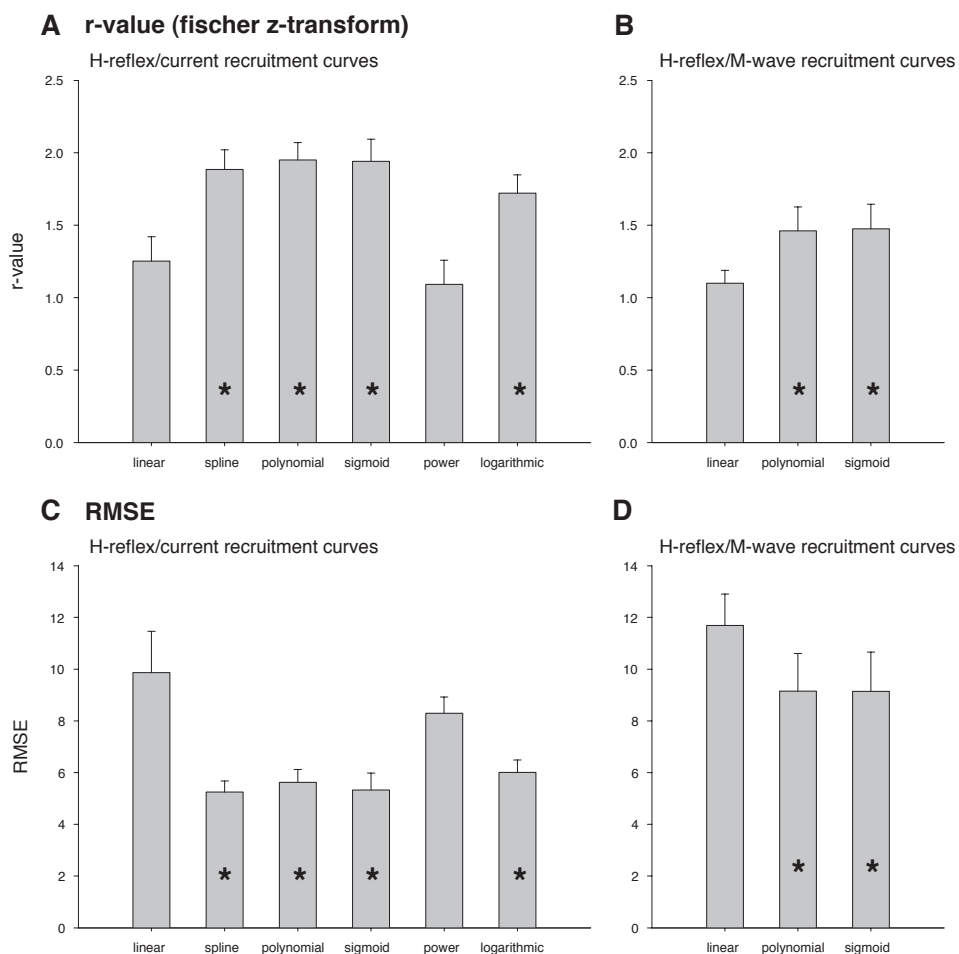 A r-value (fischer z-transform)
H-reflex/current recruitment curves
2.5
2.0
1.5
1.0
0.5
0.0
r-value
* * * *
linear spline polynomial sigmoid power logarithmic
B
H-reflex/M-wave recruitment curves
2.5
2.0
1.5
1.0
0.5
0.0
* *
linear polynomial sigmoid
C RMSE
H-reflex/current recruitment curves
14
12
10
8
6
4
2
0
RMSE
* * * *
linear spline polynomial sigmoid power logarithmic
D
H-reflex/M-wave recruitment curves
14
12
10
8
6
4
2
0
* *
linear polynomial sigmoid